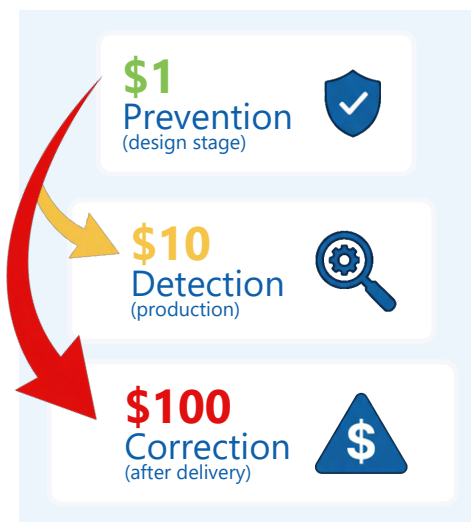 $1
Prevention
(design stage)
$10
Detection
(production)
$100
Correction
(after delivery)
$